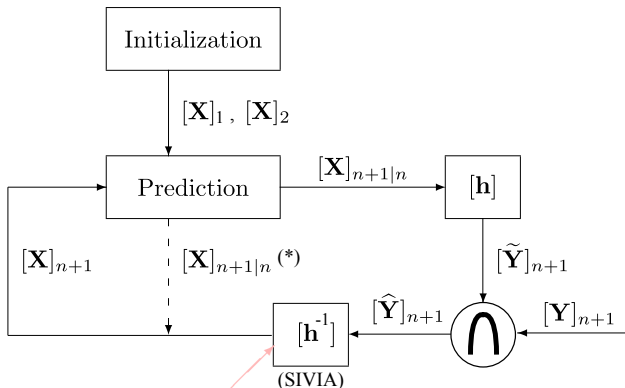 Initialization
[X]₁ , [X]₂
Prediction
[X]ₙ₊₁|ₙ
[h]
[X]ₙ₊₁
[X]ₙ₊₁|ₙ (*)
[Ỹ]ₙ₊₁
[Ŷ]ₙ₊₁
[Y]ₙ₊₁
[h⁻¹]
⋂
(SIVIA)